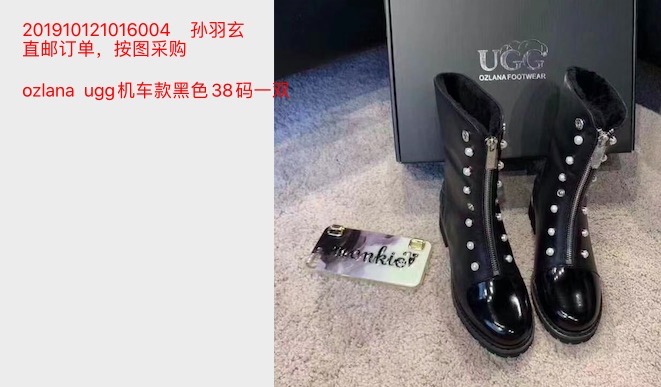 201910121016004 孙羽玄
直邮订单，按图采购
ozlana ugg机车款黑色38码一双
UGG
OZLANA FOOTWEAR